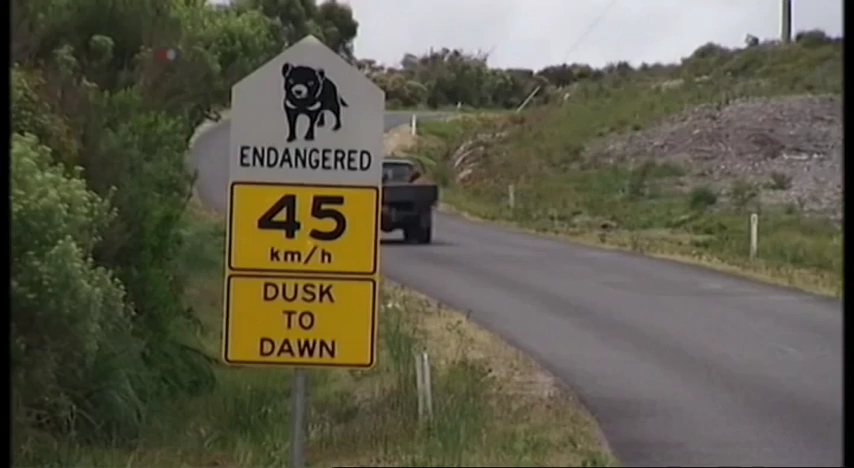 ENDANGERED
45
km/h
DUSK
TO
DAWN